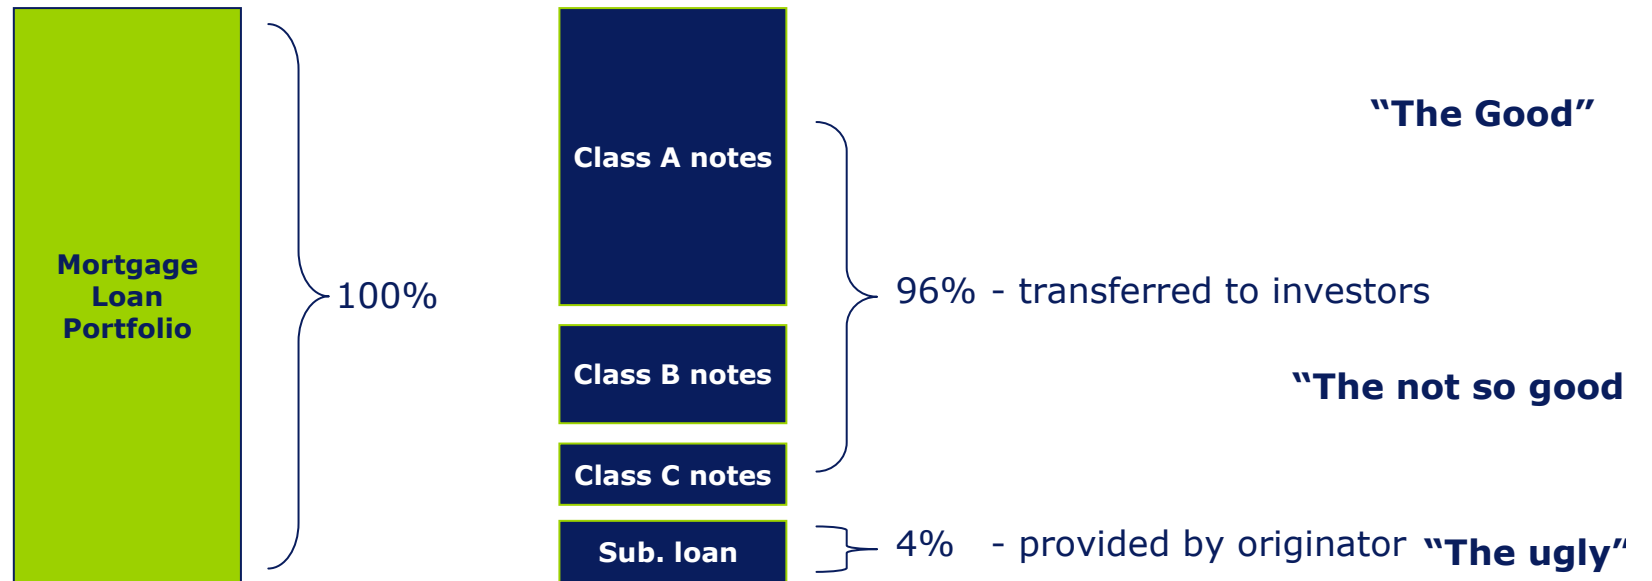 Mortgage
Loan
Portfolio
100%
Class A notes
Class B notes
Class C notes
Sub. loan
“The Good”
96% - transferred to investors
“The not so good
4% - provided by originator “The ugly”